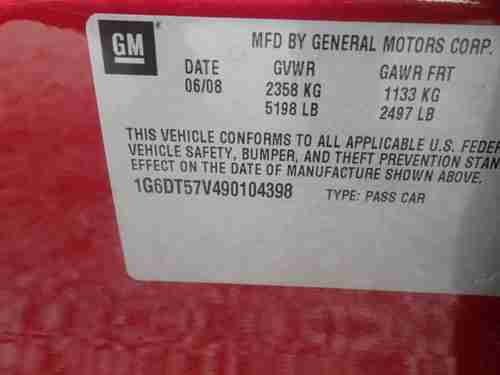 GM
MFD BY GENERAL MOTORS CORP.
DATE GVWR GAWR FRT
06/08 2358 KG 1133 KG
5198 LB 2497 LB
THIS VEHICLE CONFORMS TO ALL APPLICABLE U.S. FEDER
VEHICLE SAFETY, BUMPER, AND THEFT PREVENTION STAN
EFFECT ON THE DATE OF MANUFACTURE SHOWN ABOVE.
1G6DT57V490104398 TYPE: PASS CAR